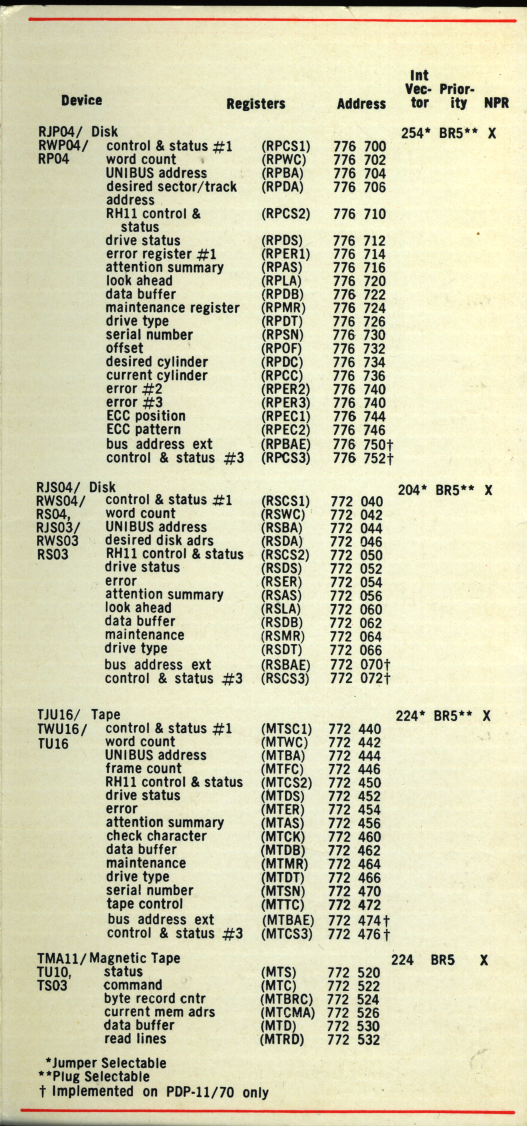 Int
Vec- Prior-
Device Registers Address tor ity NPR
RJP04/ Disk 254* BR5** X
RWP04/ control & status #1 (RPCS1) 776 700
RP04 word count (RPWC) 776 702
UNIBUS address (RPBA) 776 704
desired sector/track (RPDA) 776 706
address
RH11 control & (RPCS2) 776 710
status
drive status (RPDS) 776 712
error register #1 (RPER1) 776 714
attention summary (RPAS) 776 716
look ahead (RPLA) 776 720
data buffer (RPDB) 776 722
maintenance register (RPMR) 776 724
drive type (RPDT) 776 726
serial number (RPSN) 776 730
offset (RPOF) 776 732
desired cylinder (RPDC) 776 734
current cylinder (RPCC) 776 736
error #2 (RPER2) 776 740
error #3 (RPER3) 776 740
ECC position (RPEC1) 776 744
ECC pattern (RPEC2) 776 746
bus address ext (RPBAE) 776 750†
control & status #3 (RPCS3) 776 752†
RJS04/ Disk 204* BR5** X
RWS04/ control & status #1 (RSCS1) 772 040
RS04, word count (RSWC) 772 042
RJS03/ UNIBUS address (RSBA) 772 044
RWS03 desired disk adrs (RSDA) 772 046
RS03 RH11 control & status (RSCS2) 772 050
drive status (RSDS) 772 052
error (RSER) 772 054
attention summary (RSAS) 772 056
look ahead (RSLA) 772 060
data buffer (RSDB) 772 062
maintenance (RSMR) 772 064
drive type (RSDT) 772 066
bus address ext (RSBAE) 772 070†
control & status #3 (RSCS3) 772 072†
TJU16/ Tape 224* BR5** X
TWU16/ control & status #1 (MTSC1) 772 440
TU16 word count (MTWC) 772 442
UNIBUS address (MTBA) 772 444
frame count (MTFC) 772 446
RH11 control & status (MTCS2) 772 450
drive status (MTDS) 772 452
error (MTER) 772 454
attention summary (MTAS) 772 456
check character (MTCK) 772 460
data buffer (MTDB) 772 462
maintenance (MTMR) 772 464
drive type (MTDT) 772 466
serial number (MTSN) 772 470
tape control (MTTC) 772 472
bus address ext (MTBAE) 772 474†
control & status #3 (MTCS3) 772 476†
TMA11/ Magnetic Tape 224 BR5 X
TU10, status (MTS) 772 520
TS03 command (MTC) 772 522
byte record cntr (MTBRC) 772 524
current mem adrs (MTCMA) 772 526
data buffer (MTD) 772 530
read lines (MTRD) 772 532
*Jumper Selectable
**Plug Selectable
† Implemented on PDP-11/70 only